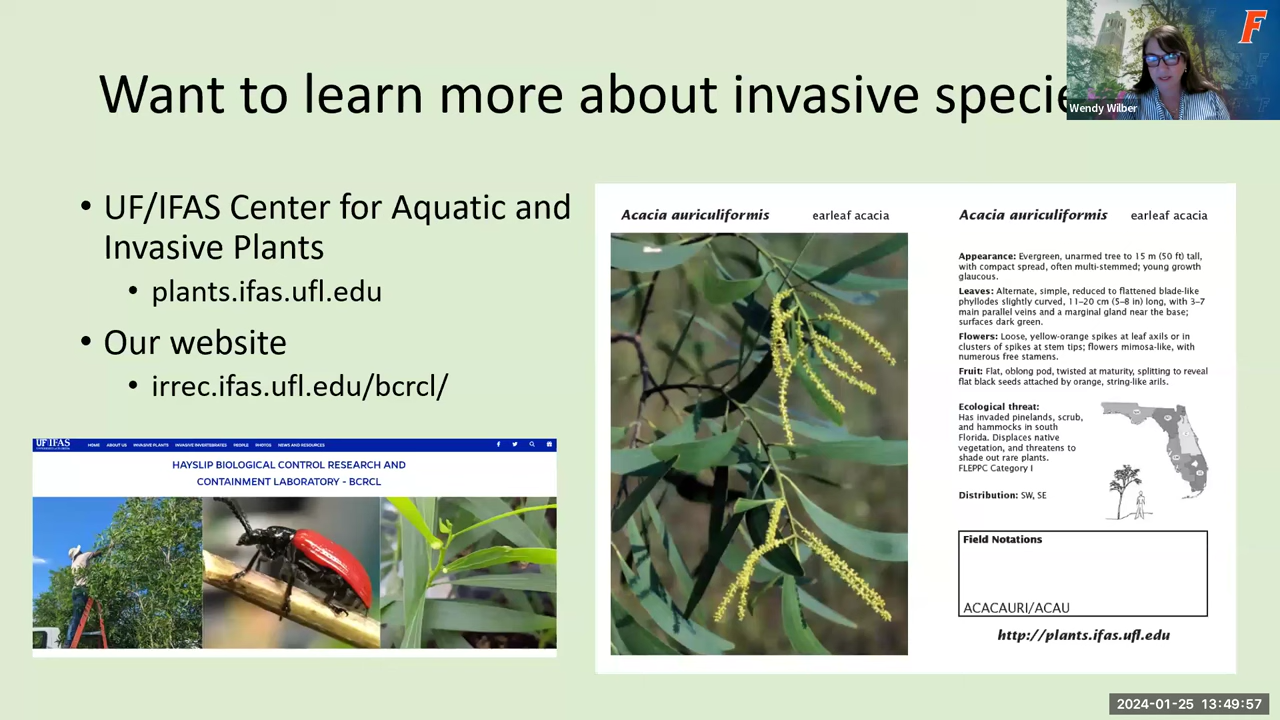 Want to learn more about invasive specie
Wendy Wilber
F
• UF/IFAS Center for Aquatic and
Invasive Plants
• plants.ifas.ufl.edu
• Our website
• irrec.ifas.ufl.edu/bcrcl/
UF IFAS
HOME ABOUT US INVASIVE PLANTS INVASIVE INVERTEBRATES PEOPLE PHOTOS NEWS AND RESOURCES
HAYSLIP BIOLOGICAL CONTROL RESEARCH AND
CONTAINMENT LABORATORY - BCRCL
Acacia auriculiformis earleaf acacia
Acacia auriculiformis earleaf acacia
Appearance: Evergreen, unarmed tree to 15 m (50 ft) tall,
with compact spread, often multi-stemmed; young growth
glaucous.
Leaves: Alternate, simple, reduced to flattened blade-like
phyllodes slightly curved, 11–20 cm (5–8 in) long, with 3–7
main parallel veins and a marginal gland near the base;
surfaces dark green.
Flowers: Loose, yellow-orange spikes at leaf axils or in
clusters of spikes at stem tips; flowers mimosa-like, with
numerous free stamens.
Fruit: Flat, oblong pod, twisted at maturity, splitting to reveal
flat black seeds attached by orange, string-like arils.
Ecological threat:
Has invaded pinelands, scrub,
and hammocks in south
Florida. Displaces native
vegetation, and threatens to
shade out rare plants.
FLEPPC Category I
Distribution: SW, SE
Field Notations
ACACAURI/ACAU
http://plants.ifas.ufl.edu
2024-01-25 13:49:57